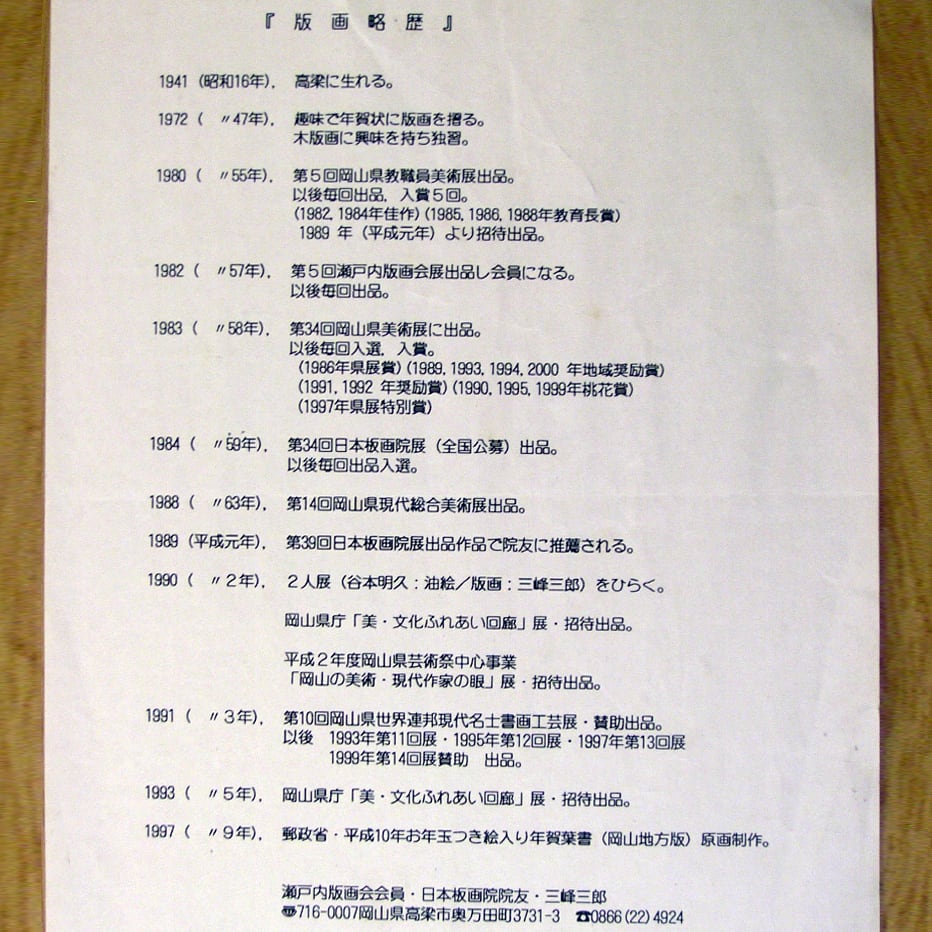 『版画略歴』
1941 (昭和16年), 高梁に生れる。
1972 ( 〃47年), 趣味で年賀状に版画を摺る。
木版画に興味を持ち独習。
1980 ( 〃55年), 第５回岡山県教職員美術展出品。
以後毎回出品, 入賞５回。
(1982, 1984年佳作) (1985, 1986, 1988年教育長賞)
1989 年 (平成元年) より招待出品。
1982 ( 〃57年), 第５回瀬戸内版画会展出品し会員になる。
以後毎回出品。
1983 ( 〃58年), 第34回岡山県美術展に出品。
以後毎回入選, 入賞。
(1986年県展賞) (1989, 1993, 1994, 2000 年地域奨励賞)
(1991, 1992 年奨励賞) (1990, 1995, 1999年桃花賞)
(1997年県展特別賞)
1984 ( 〃59年), 第34回日本板画院展 (全国公募) 出品。
以後毎回出品入選。
1988 ( 〃63年), 第14回岡山県現代総合美術展出品。
1989 (平成元年), 第39回日本板画院展出品作品で院友に推薦される。
1990 ( 〃２年), ２人展 (谷本明久：油絵／版画：三峰三郎) をひらく。
岡山県庁「美・文化ふれあい回廊」展・招待出品。
平成２年度岡山県芸術祭中心事業
「岡山の美術・現代作家の眼」展・招待出品。
1991 ( 〃３年), 第10回岡山県世界連邦現代名士書画工芸展・賛助出品。
以後 1993年第11回展・1995年第12回展・1997年第13回展
1999年第14回展賛助 出品。
1993 ( 〃５年), 岡山県庁「美・文化ふれあい回廊」展・招待出品。
1997 ( 〃９年), 郵政省・平成10年お年玉つき絵入り年賀葉書 (岡山地方版) 原画制作。
瀬戸内版画会会員・日本板画院院友・三峰三郎
〠716-0007岡山県高梁市奥万田町3731-3 ☎0866(22)4924